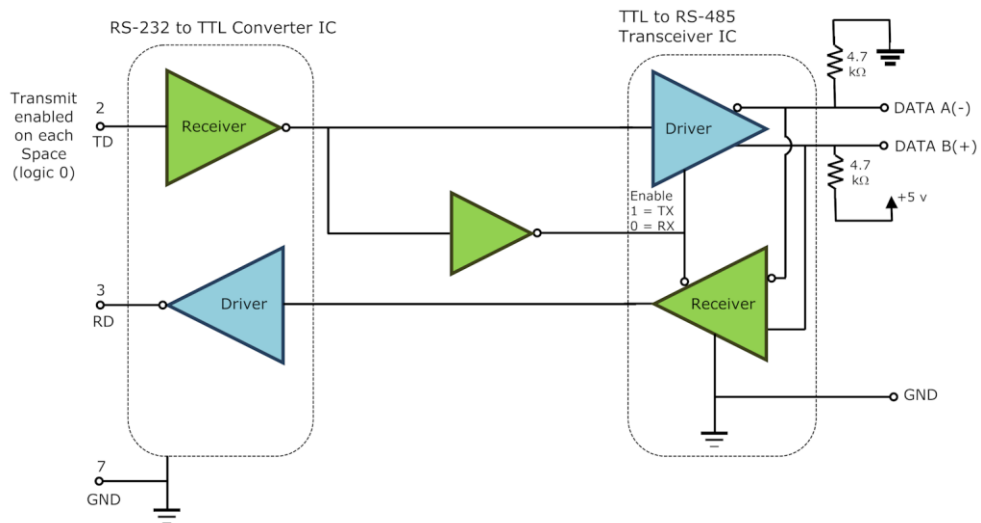 RS-232 to TTL Converter IC
TTL to RS-485
Transceiver IC
4.7
kΩ
Transmit
enabled
on each
Space
(logic 0)
2
TD
Receiver
Driver
DATA A(-)
DATA B(+)
4.7
kΩ
+5 v
Enable
1 = TX
0 = RX
3
RD
Driver
Receiver
GND
7
GND